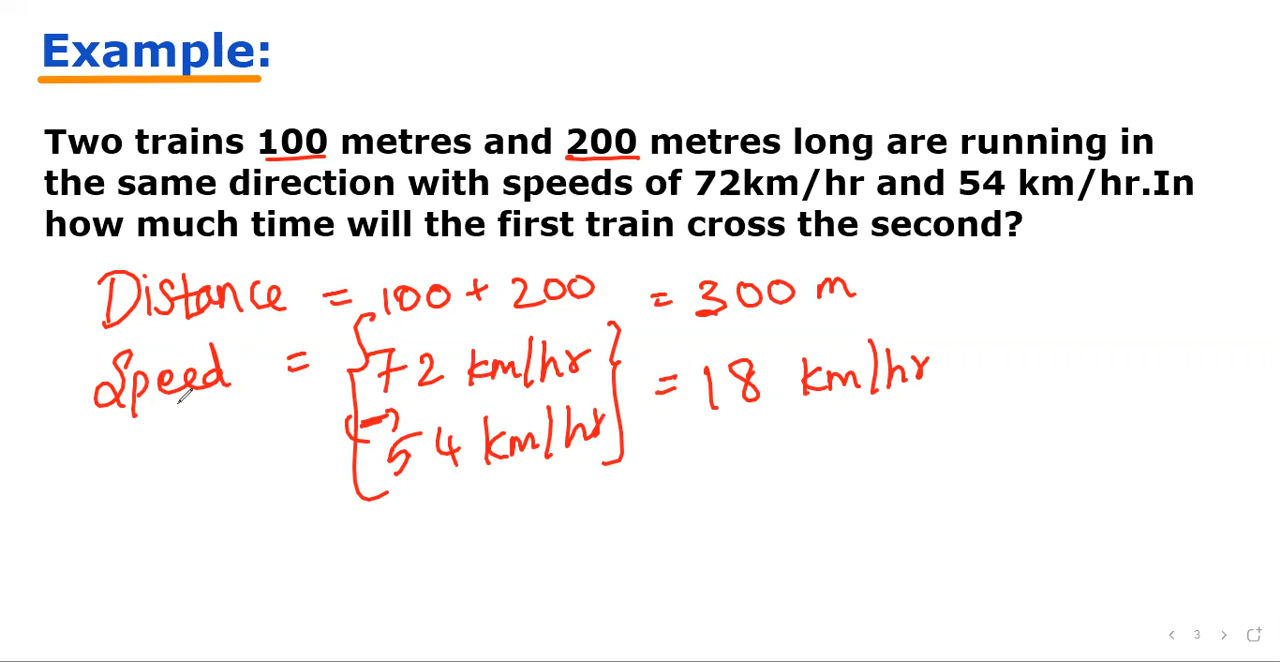 Example:
Two trains 100 metres and 200 metres long are running in
the same direction with speeds of 72km/hr and 54 km/hr.In
how much time will the first train cross the second?
Distance = 100 + 200 = 300 m
Speed = { 72 km/hr
(-) 54 km/hr } = 18 km/hr
3